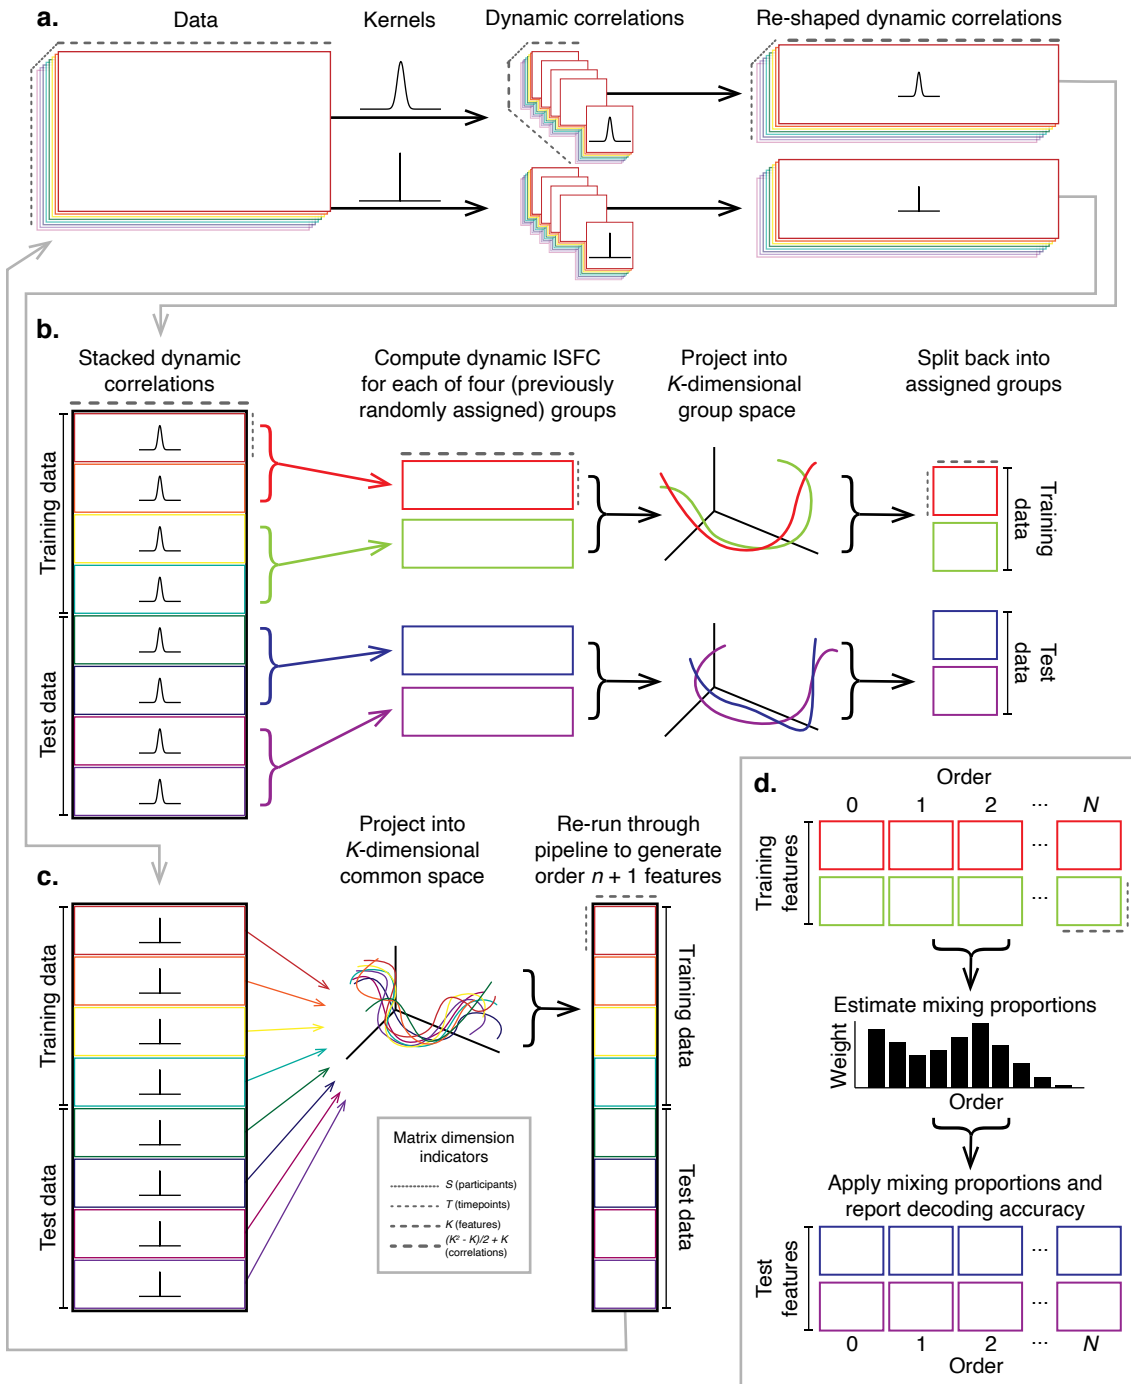 a.
Data
Kernels
Dynamic correlations
Re-shaped dynamic correlations
b.
Stacked dynamic
correlations
Compute dynamic ISFC
for each of four (previously
randomly assigned) groups
Project into
K-dimensional
group space
Split back into
assigned groups
Training data
Test data
Training
data
Test
data
c.
Project into
K-dimensional
common space
Re-run through
pipeline to generate
order n + 1 features
Training data
Test data
Training data
Test data
Matrix dimension
indicators
S (participants)
T (timepoints)
K (features)
(K² - K)/2 + K
(correlations)
d.
Order
0 1 2 ... N
Training
features
...
...
Estimate mixing proportions
Weight
Order
Apply mixing proportions and
report decoding accuracy
Test
features
...
...
0 1 2 ... N
Order